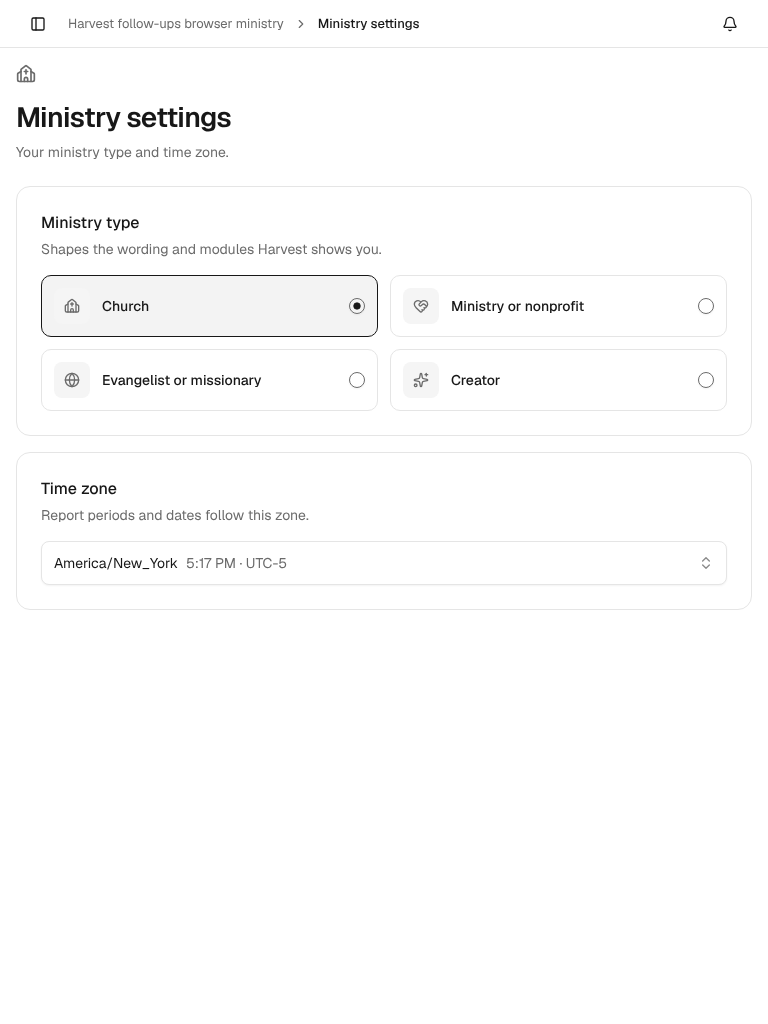 Harvest follow-ups browser ministry > Ministry settings
Ministry settings
Your ministry type and time zone.
Ministry type
Shapes the wording and modules Harvest shows you.
Church
Ministry or nonprofit
Evangelist or missionary
Creator
Time zone
Report periods and dates follow this zone.
America/New_York 5:17 PM · UTC-5